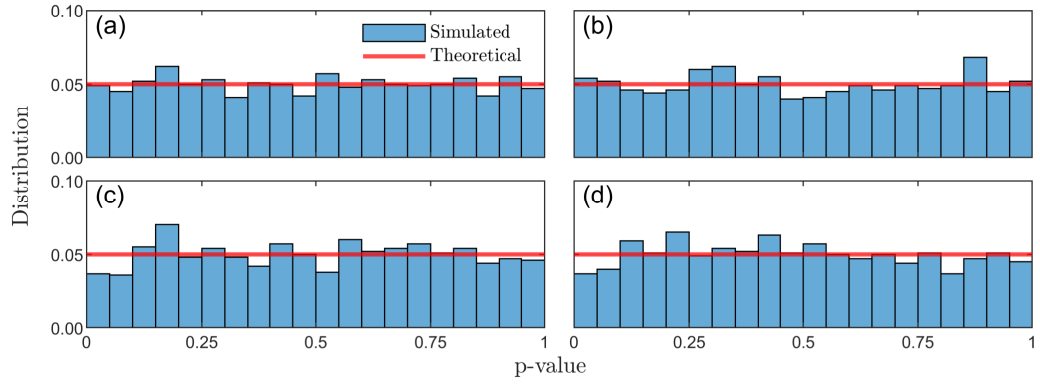 Distribution
0.10
0.05
0.00
(a)
Simulated
Theoretical
(b)
0.10
0.05
0.00
(c)
(d)
0 0.25 0.5 0.75 1
0 0.25 0.5 0.75 1
p-value